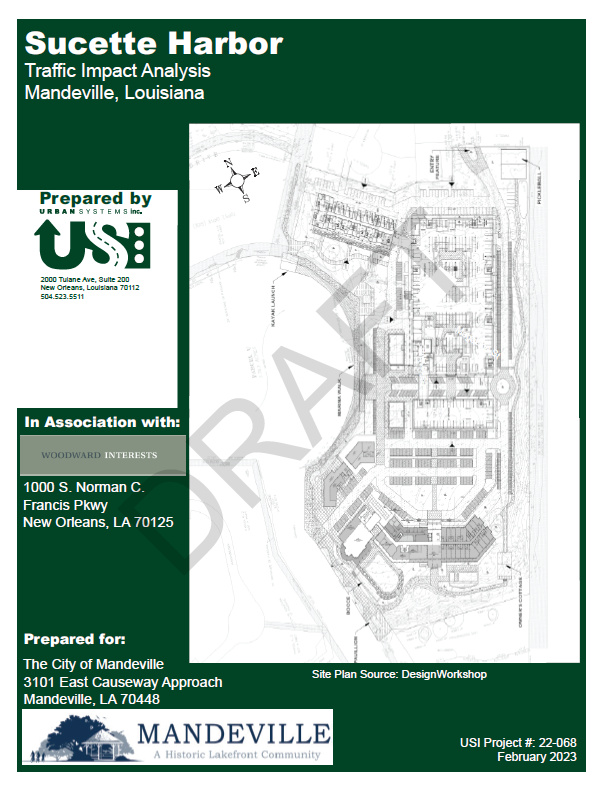 Sucette Harbor
Traffic Impact Analysis
Mandeville, Louisiana
N
E
W
S
ENTRY
FEATURE
PICKLEBALL
Prepared by
URBAN SYSTEMS Inc.
USI
2000 Tulane Ave, Suite 200
New Orleans, Louisiana 70112
504.523.5511
KAYAK LAUNCH
DRAFT
In Association with:
WOODWARD INTERESTS
1000 S. Norman C.
Francis Pkwy
New Orleans, LA 70125
BOCCE
PAVILLION
OWNER'S COTTAGE
Prepared for:
The City of Mandeville
3101 East Causeway Approach
Mandeville, LA 70448
Site Plan Source: DesignWorkshop
MANDEVILLE
A Historic Lakefront Community
USI Project #: 22-068
February 2023